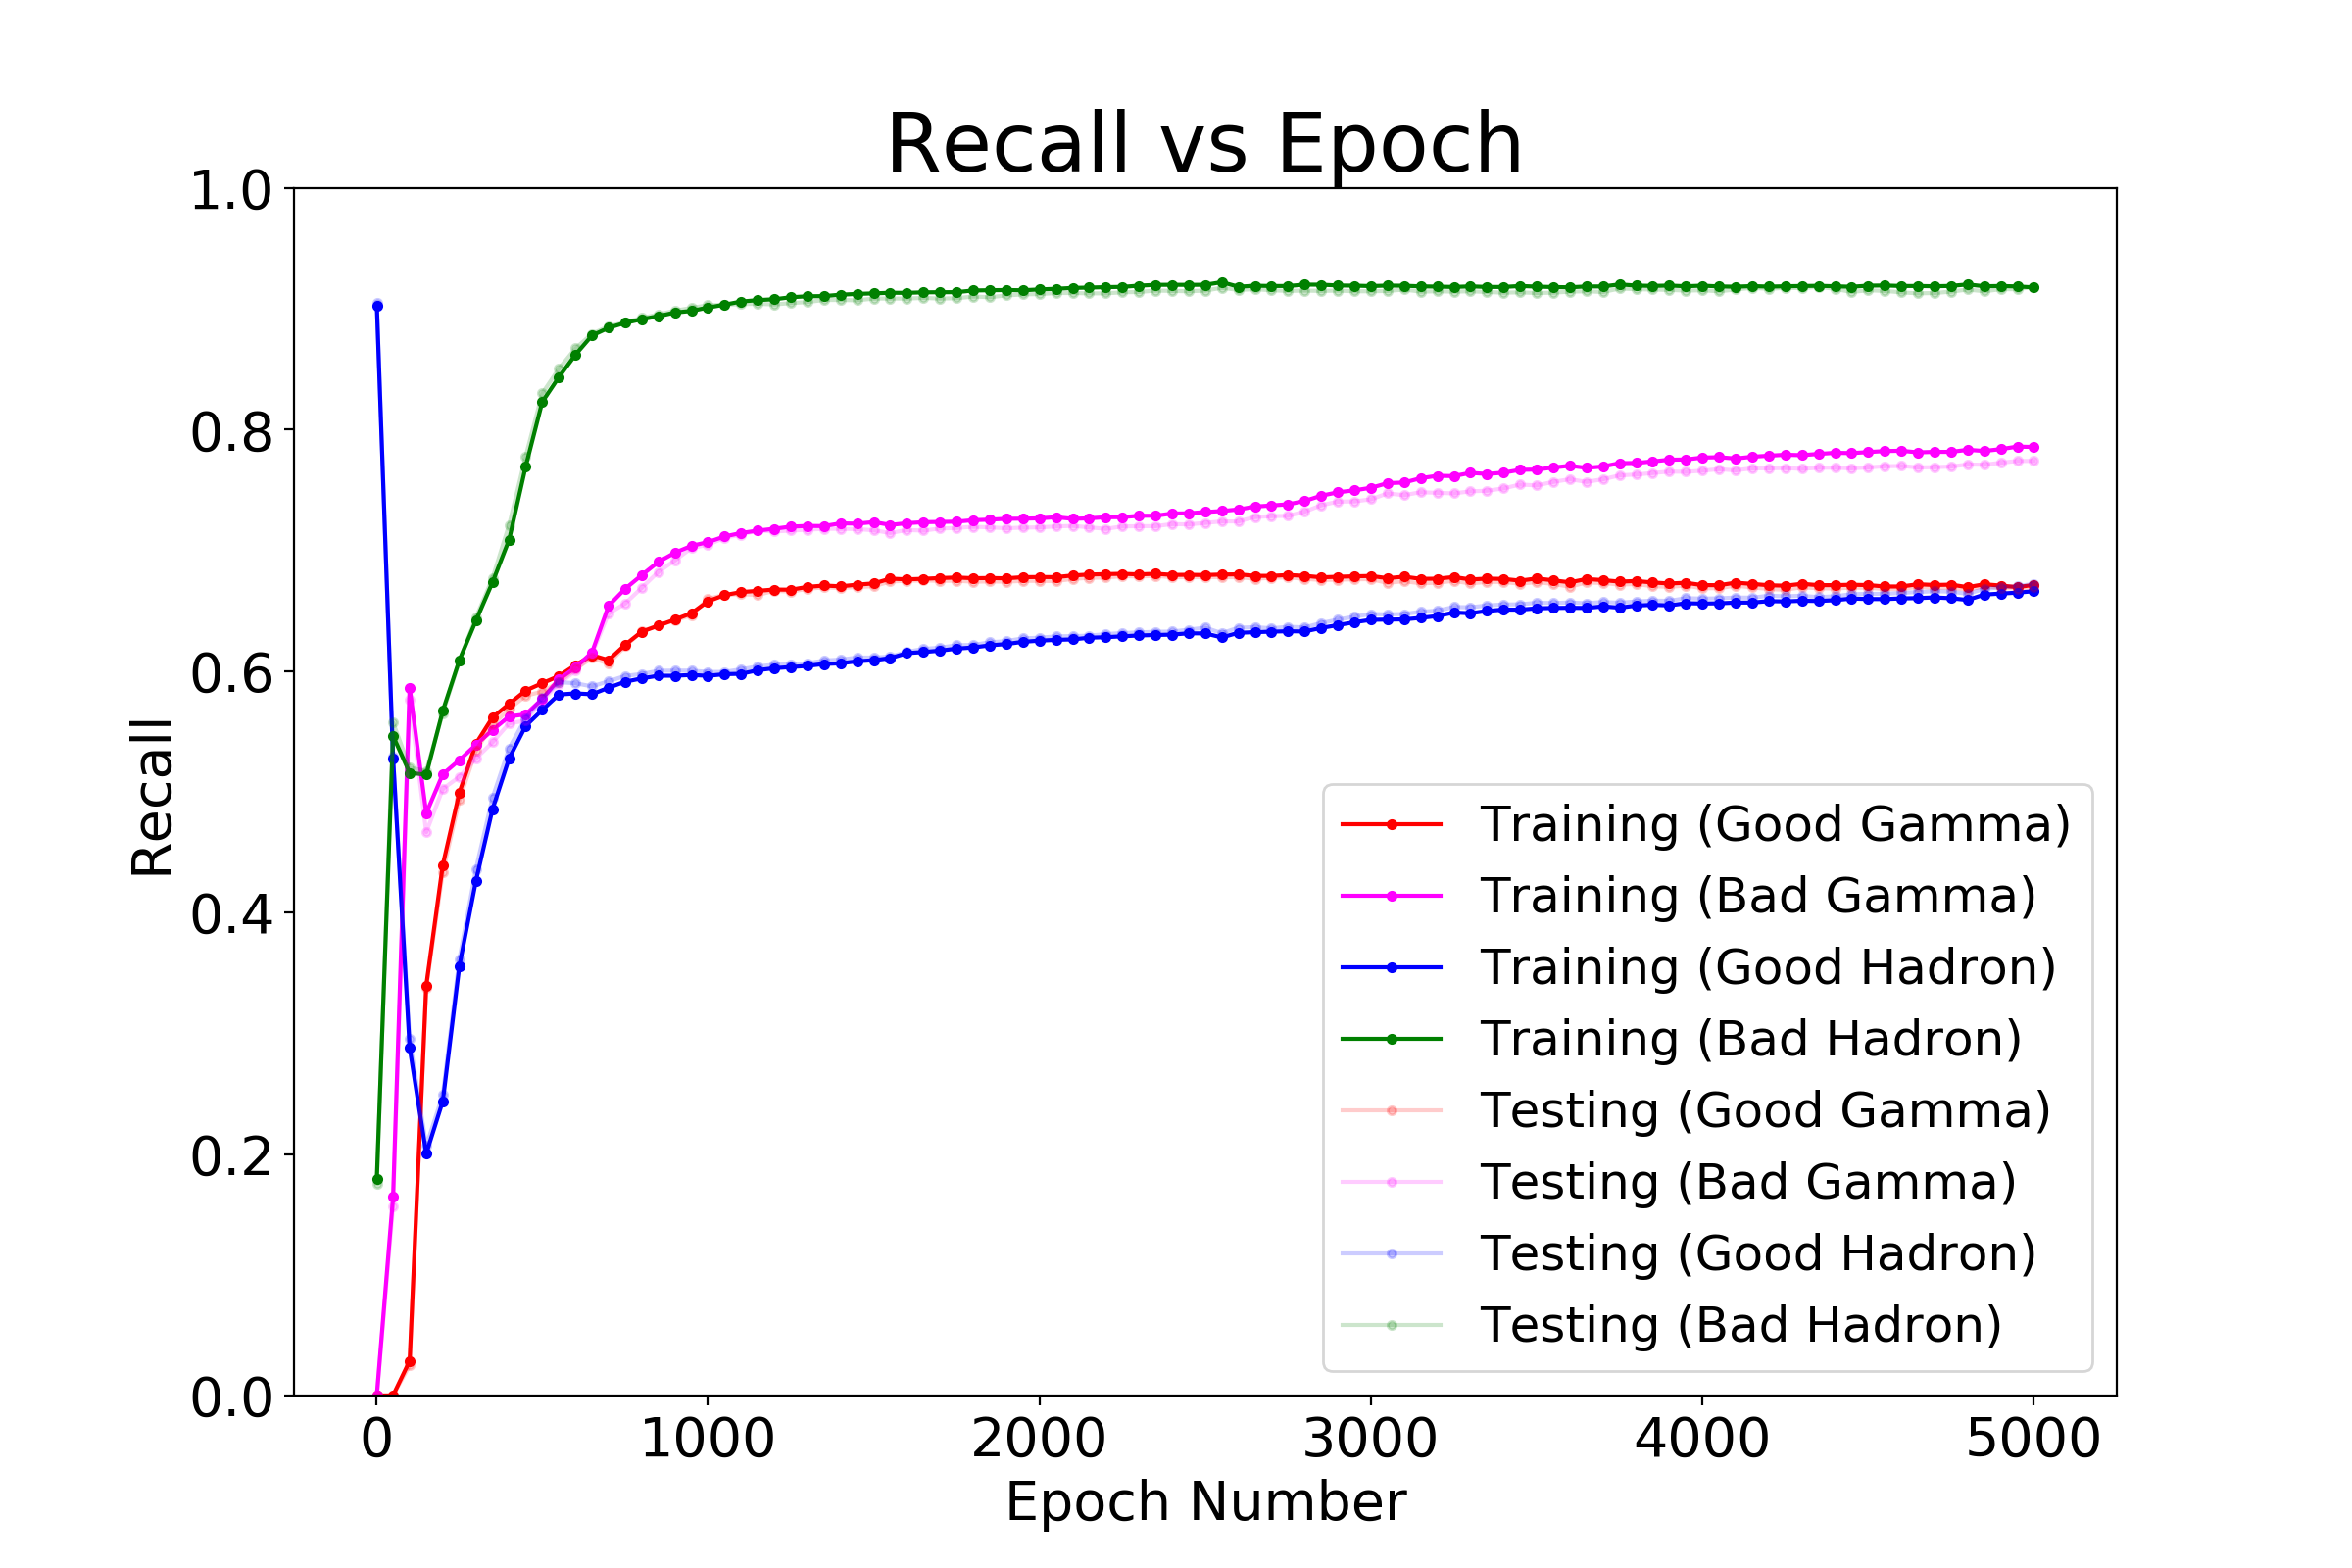 Recall vs Epoch
1.0
0.8
0.6
0.4
0.2
0.0
Recall
0 1000 2000 3000 4000 5000
Epoch Number
Training (Good Gamma)
Training (Bad Gamma)
Training (Good Hadron)
Training (Bad Hadron)
Testing (Good Gamma)
Testing (Bad Gamma)
Testing (Good Hadron)
Testing (Bad Hadron)